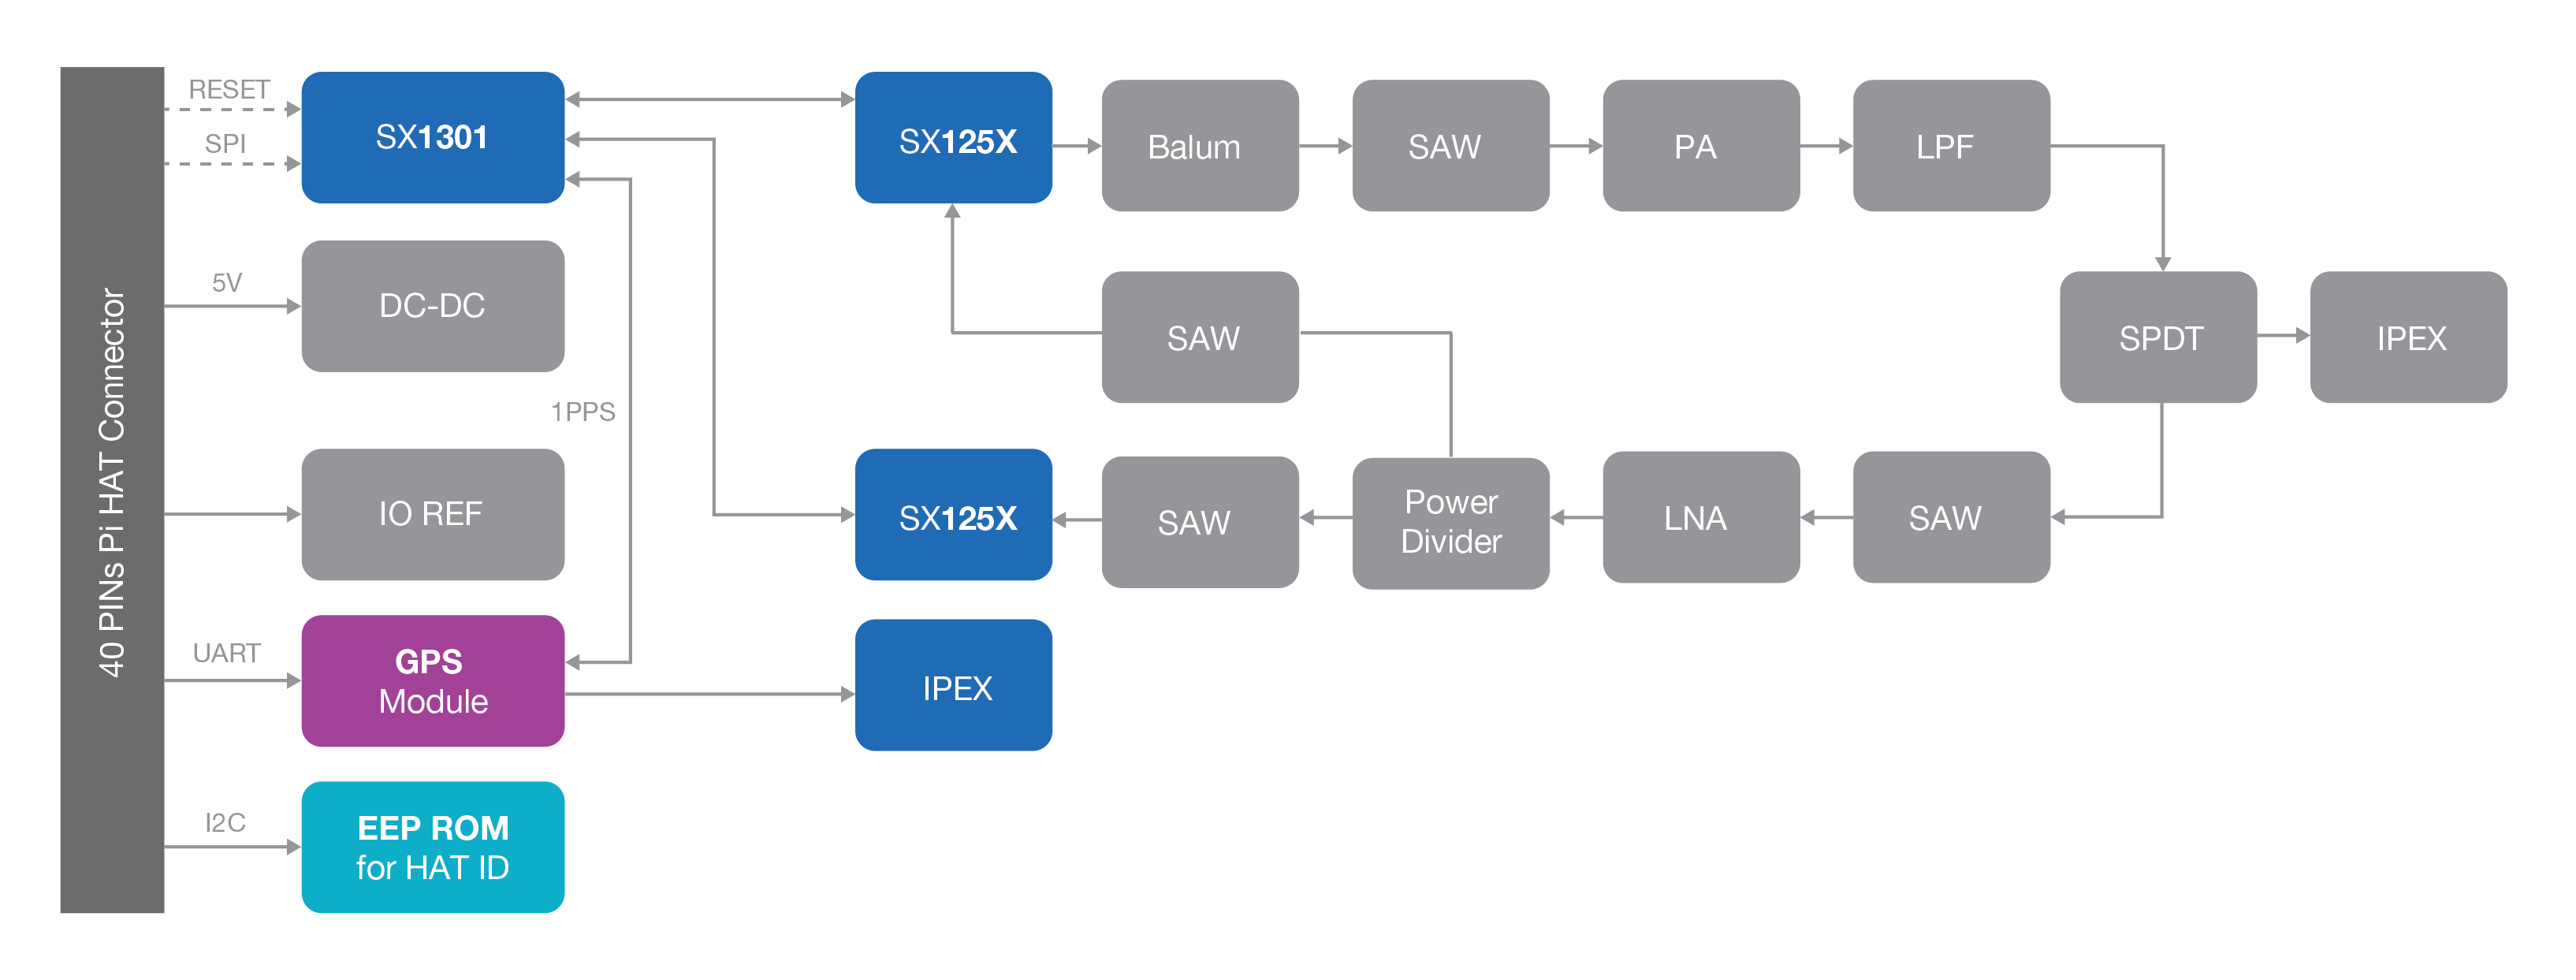 40 PINs Pi HAT Connector
RESET
SPI
SX1301
SX125X
Balum
SAW
PA
LPF
5V
DC-DC
SAW
SPDT
IPEX
1PPS
IO REF
SX125X
SAW
Power
Divider
LNA
SAW
UART
GPS
Module
IPEX
I2C
EEP ROM
for HAT ID